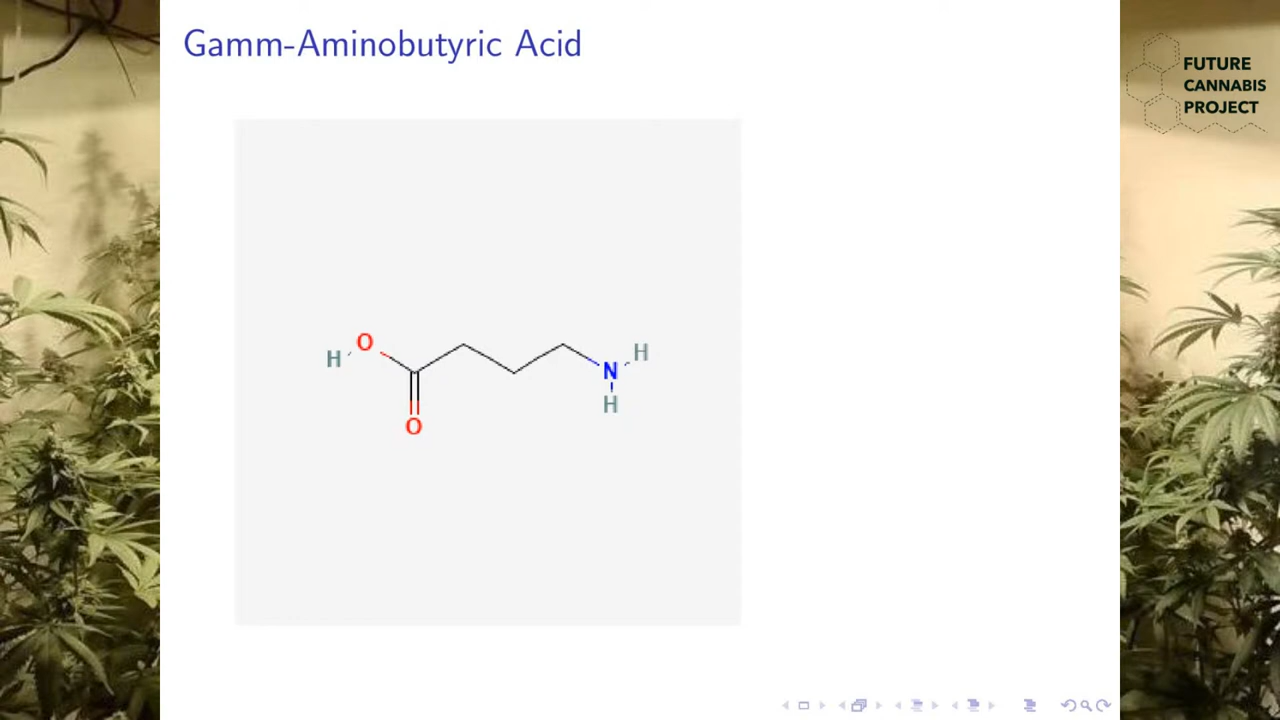 Gamm-Aminobutyric Acid
FUTURE
CANNABIS
PROJECT
H
O
O
N
H
H